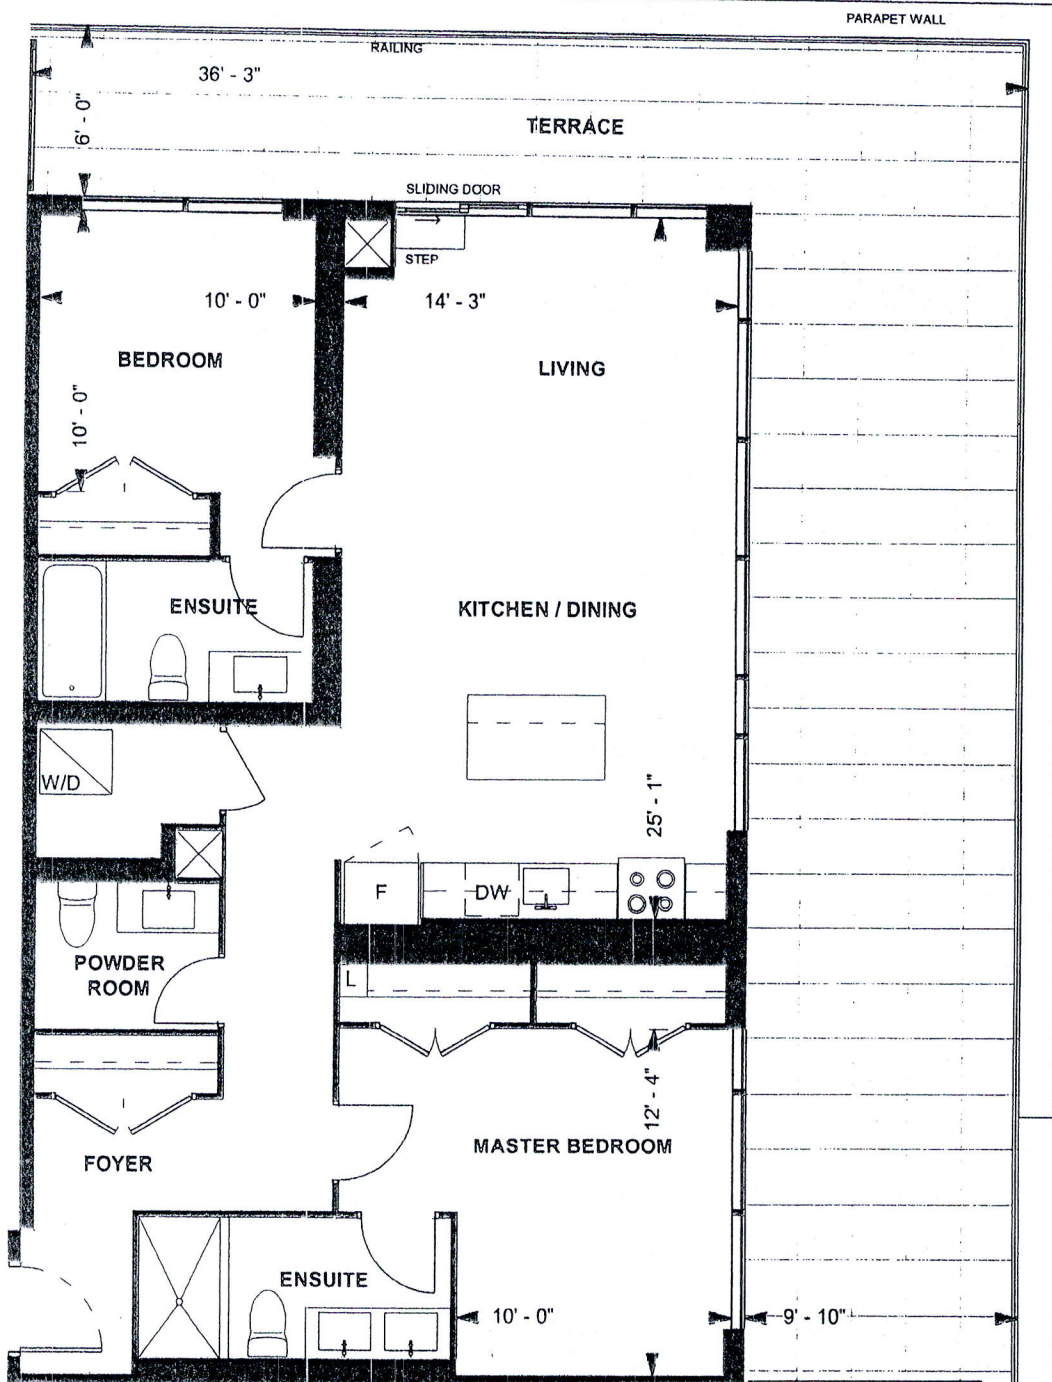 PARAPET WALL
RAILING
36' - 3"
6' - 0"
TERRACE
SLIDING DOOR
STEP
10' - 0"
14' - 3"
BEDROOM
LIVING
10' - 0"
ENSUITE
KITCHEN / DINING
W/D
25' - 1"
F
DW
POWDER
ROOM
L
12' - 4"
MASTER BEDROOM
FOYER
ENSUITE
10' - 0"
9' - 10"